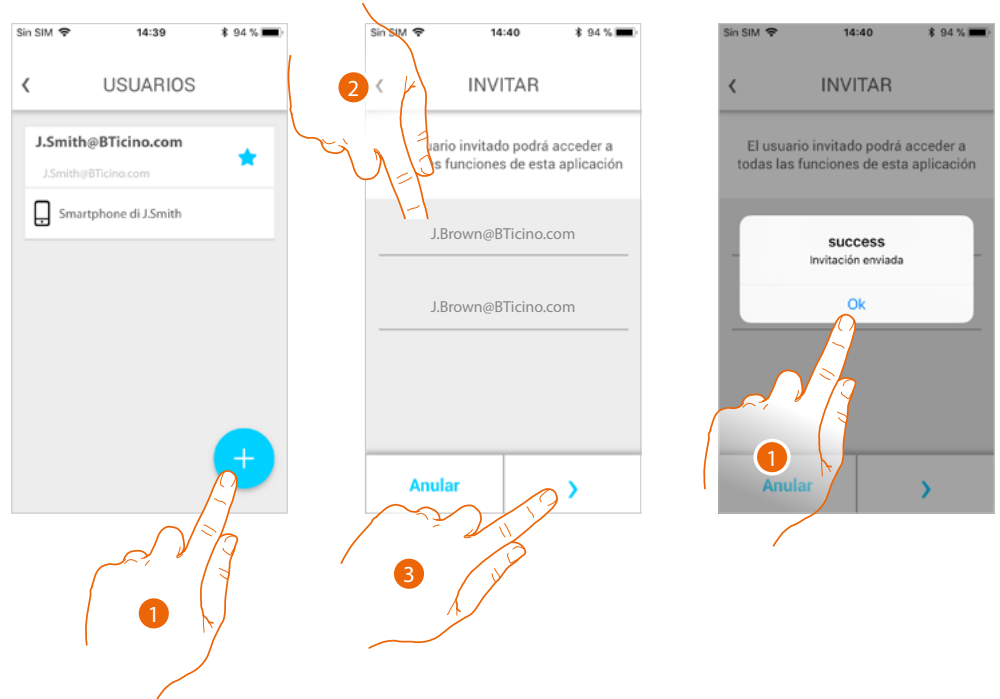 Sin SIM 14:39 94 %
USUARIOS
J.Smith@BTicino.com
J.Smith@BTicino.com
Smartphone di J.Smith
+
1
Sin SIM 14:40 94 %
2
INVITAR
uario invitado podrá acceder a
s funciones de esta aplicación
J.Brown@BTicino.com
J.Brown@BTicino.com
Anular
3
Sin SIM 14:40 94 %
INVITAR
El usuario invitado podrá acceder a
todas las funciones de esta aplicación
success
Invitación enviada
Ok
1
Anular